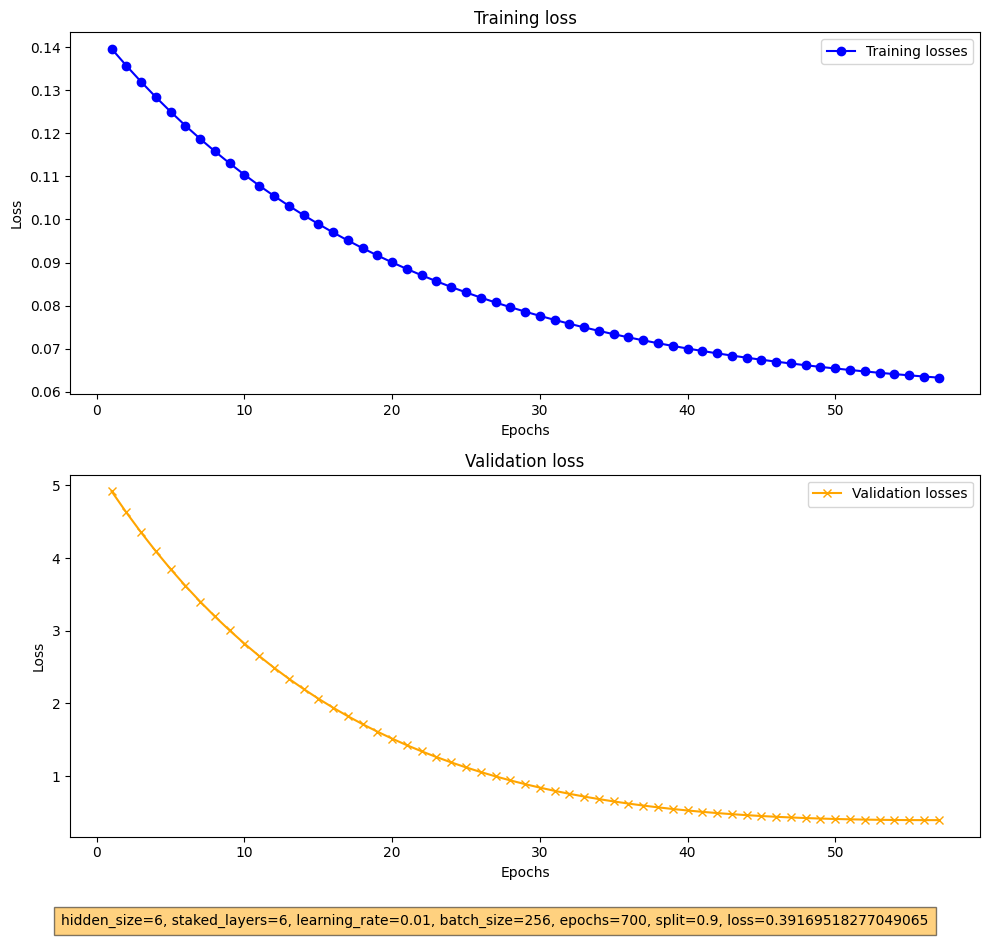 Training loss
Training losses
0.14
0.13
0.12
0.11
0.10
0.09
0.08
0.07
0.06
Loss
0 10 20 30 40 50
Epochs
Validation loss
Validation losses
5
4
3
2
1
Loss
0 10 20 30 40 50
Epochs
hidden_size=6, staked_layers=6, learning_rate=0.01, batch_size=256, epochs=700, split=0.9, loss=0.39169518277049065